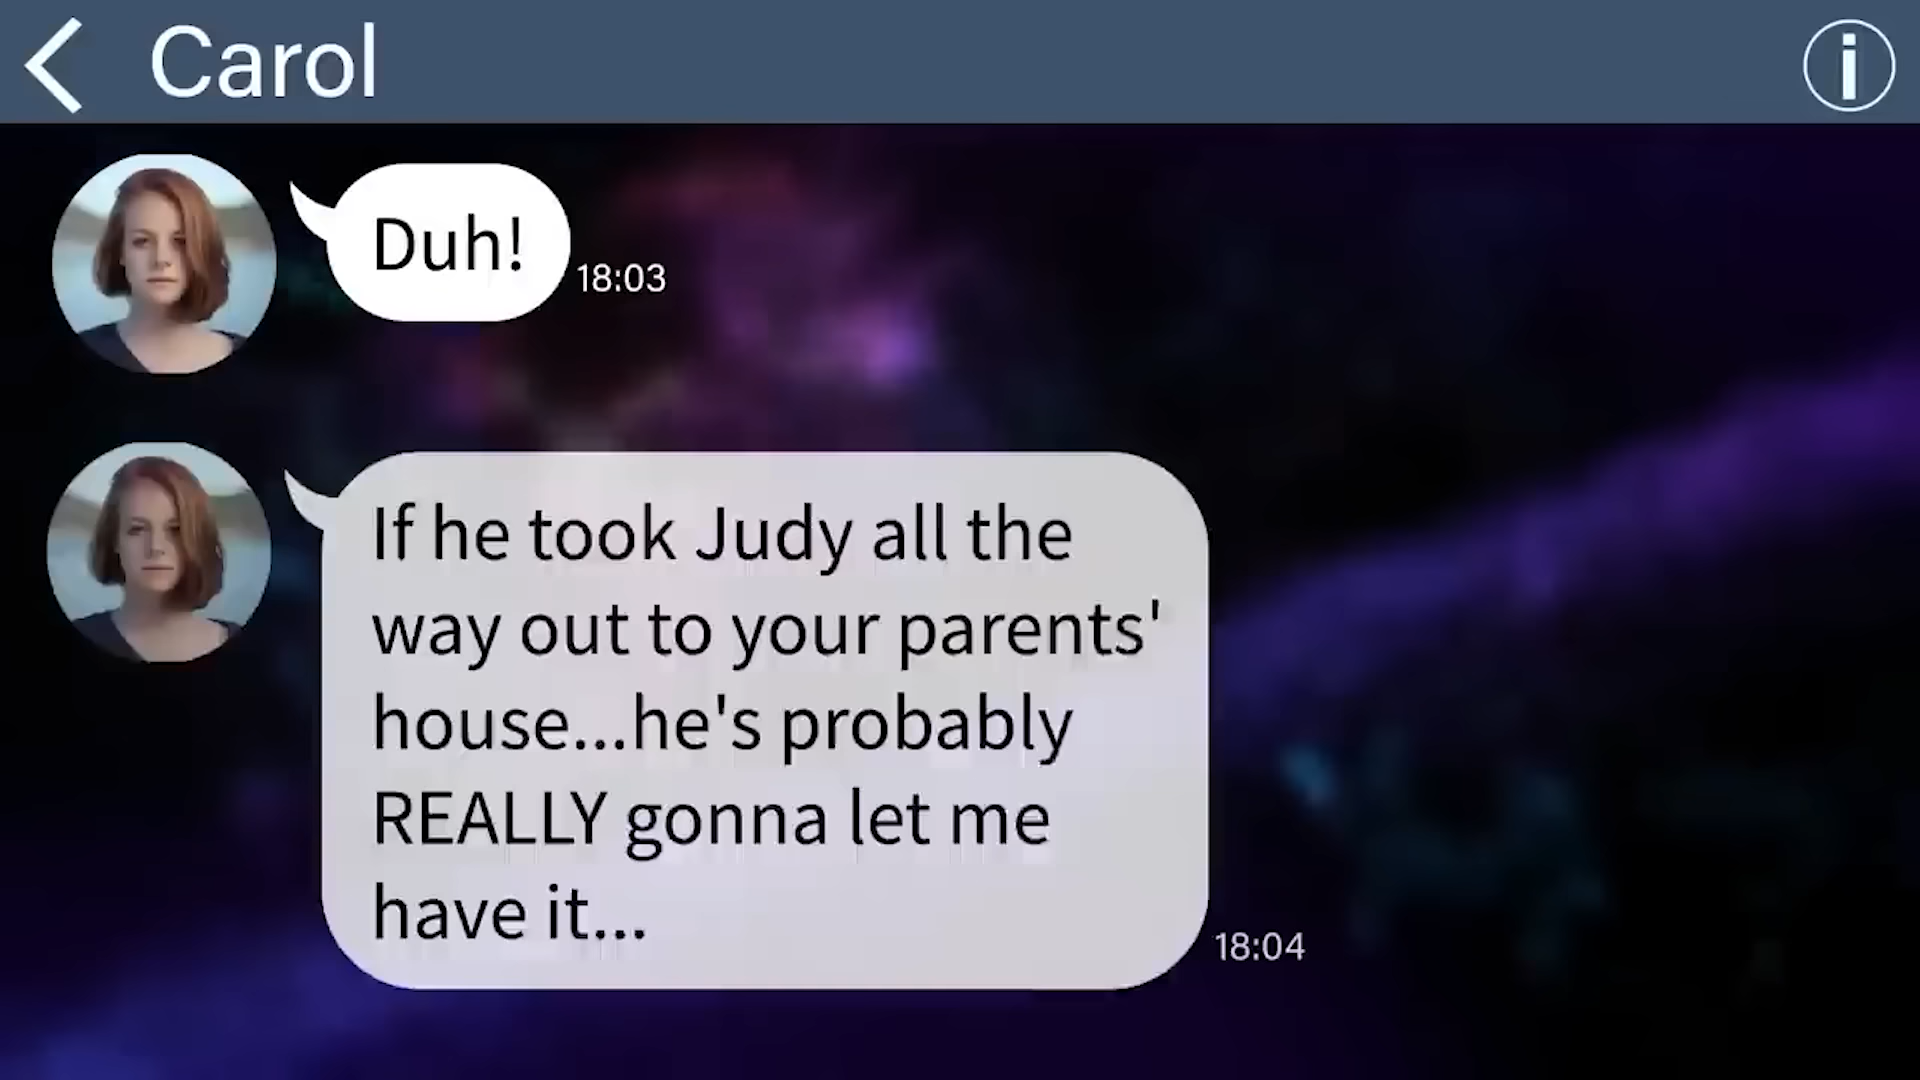 Carol
Duh!
18:03
If he took Judy all the
way out to your parents'
house...he's probably
REALLY gonna let me
have it...
18:04